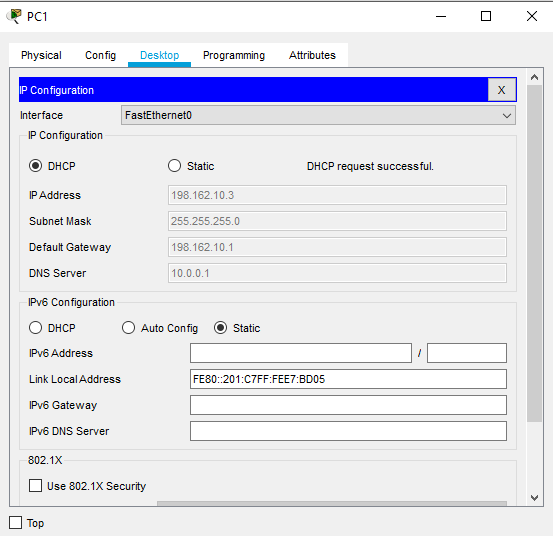 PC1
Physical Config Desktop Programming Attributes
IP Configuration X
Interface FastEthernet0
IP Configuration
DHCP Static DHCP request successful.
IP Address 198.162.10.3
Subnet Mask 255.255.255.0
Default Gateway 198.162.10.1
DNS Server 10.0.0.1
IPv6 Configuration
DHCP Auto Config Static
IPv6 Address /
Link Local Address FE80::201:C7FF:FEE7:BD05
IPv6 Gateway
IPv6 DNS Server
802.1X
Use 802.1X Security
Top